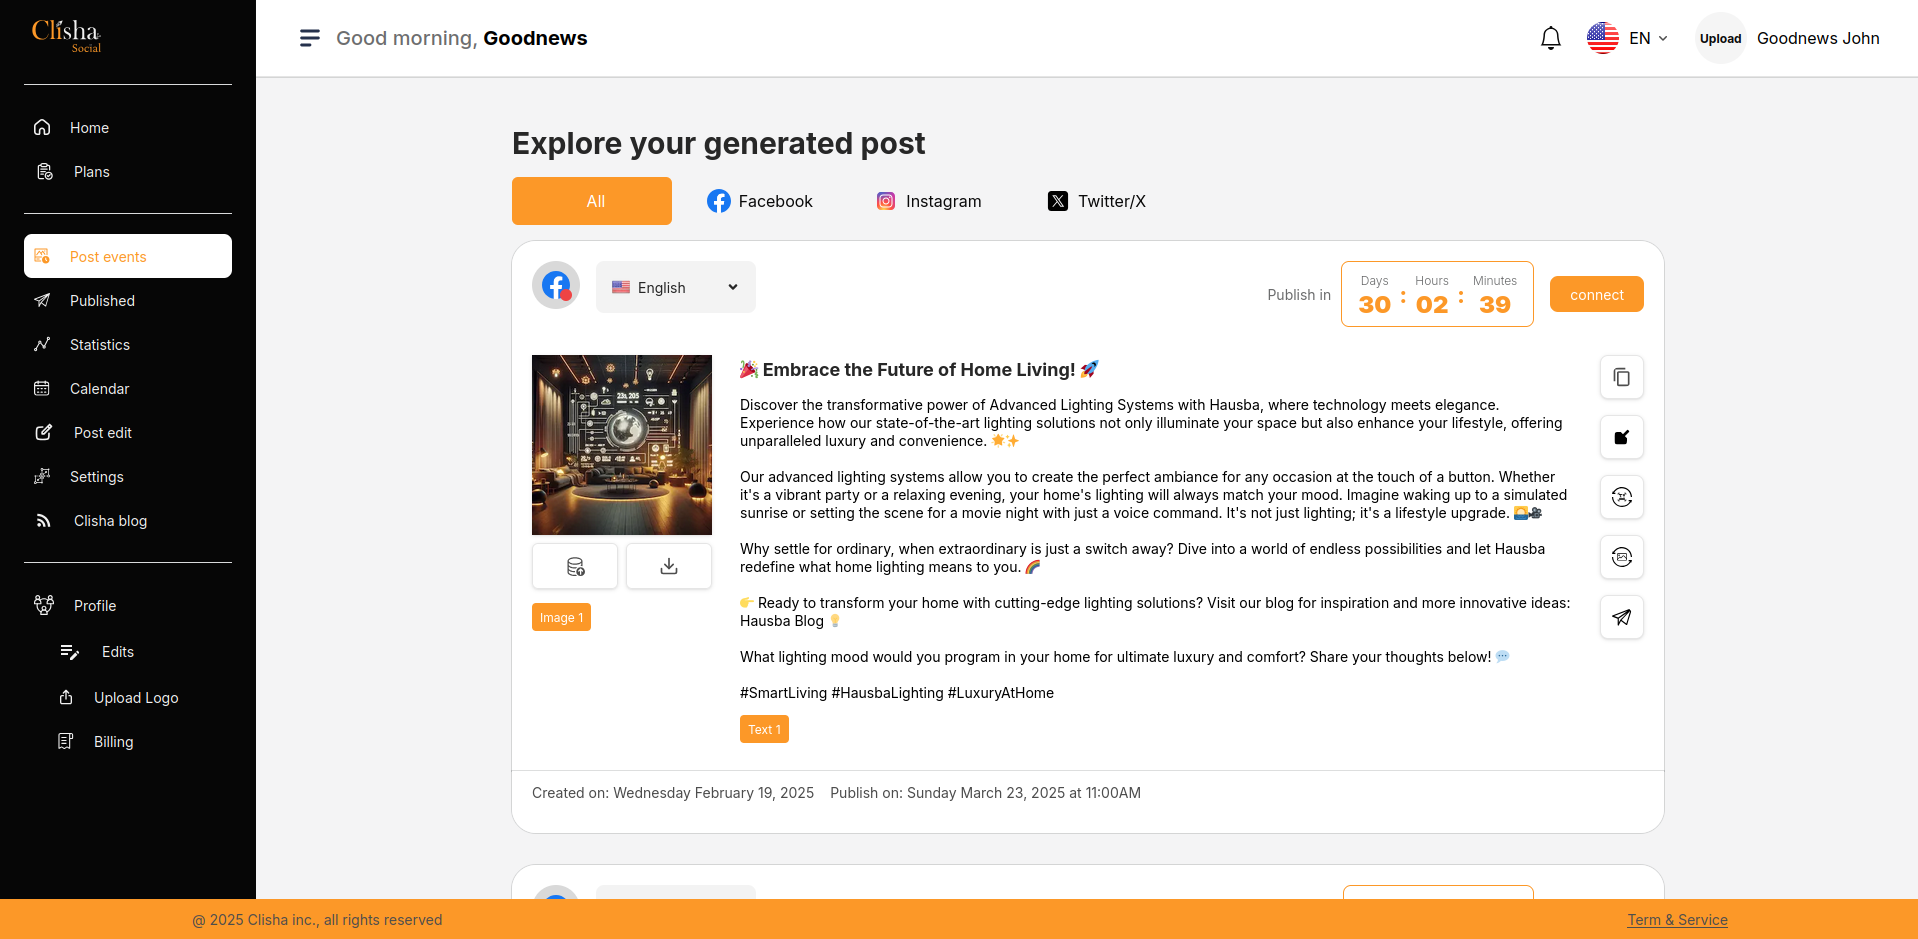 Clisha
Social
Good morning, Goodnews
EN
Upload
Goodnews John
Home
Plans
Post events
Published
Statistics
Calendar
Post edit
Settings
Clisha blog
Profile
Edits
Upload Logo
Billing
Explore your generated post
All
Facebook
Instagram
Twitter/X
English
Publish in
Days
Hours
Minutes
30 : 02 : 39
connect
🎉 Embrace the Future of Home Living! 🚀
Discover the transformative power of Advanced Lighting Systems with Hausba, where technology meets elegance.
Experience how our state-of-the-art lighting solutions not only illuminate your space but also enhance your lifestyle, offering
unparalleled luxury and convenience. 🌟✨
Our advanced lighting systems allow you to create the perfect ambiance for any occasion at the touch of a button. Whether
it's a vibrant party or a relaxing evening, your home's lighting will always match your mood. Imagine waking up to a simulated
sunrise or setting the scene for a movie night with just a voice command. It's not just lighting; it's a lifestyle upgrade. 🌅🎥
Why settle for ordinary, when extraordinary is just a switch away? Dive into a world of endless possibilities and let Hausba
redefine what home lighting means to you. 🌈
👉 Ready to transform your home with cutting-edge lighting solutions? Visit our blog for inspiration and more innovative ideas:
Hausba Blog 💡
What lighting mood would you program in your home for ultimate luxury and comfort? Share your thoughts below! 💬
#SmartLiving #HausbaLighting #LuxuryAtHome
Image 1
Text 1
Created on: Wednesday February 19, 2025
Publish on: Sunday March 23, 2025 at 11:00AM
@ 2025 Clisha inc., all rights reserved
Term & Service